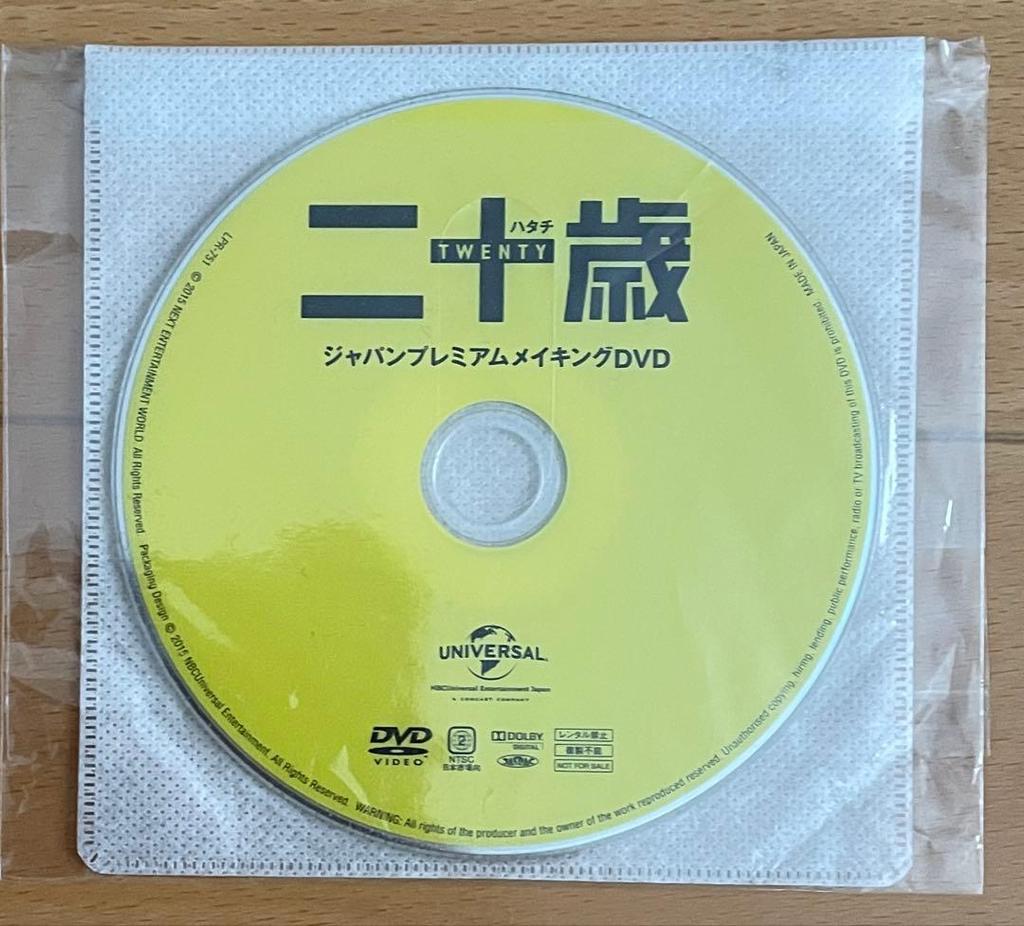 二十歳
ハタチ
TWENTY
ジャパンプレミアムメイキングDVD
UNIVERSAL
NBCUniversal Entertainment Japan
A COMCAST COMPANY
DVD
VIDEO
2
NTSC
日本市場向
DOLBY
DIGITAL
レンタル禁止
複製不能
NOT FOR SALE
LPR-751 © 2015 NEXT ENTERTAINMENT WORLD. All Rights Reserved. Packaging Design © 2015 NBCUniversal Entertainment. All Rights Reserved. WARNING: All rights of the producer and the owner of the work reproduced reserved. Unauthorised copying, hiring, lending, public performance, radio or TV broadcasting of this DVD is prohibited. MADE IN JAPAN